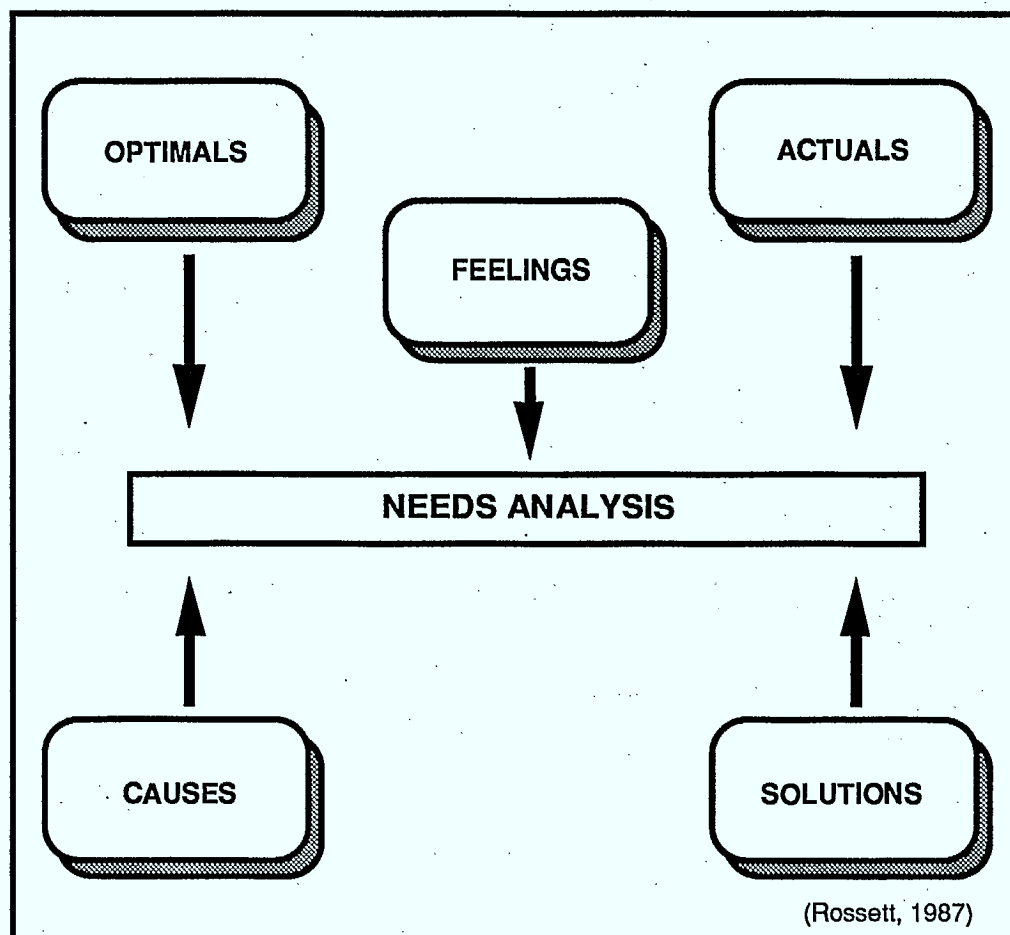 OPTIMALS
ACTUALS
FEELINGS
NEEDS ANALYSIS
CAUSES
SOLUTIONS
(Rossett, 1987)